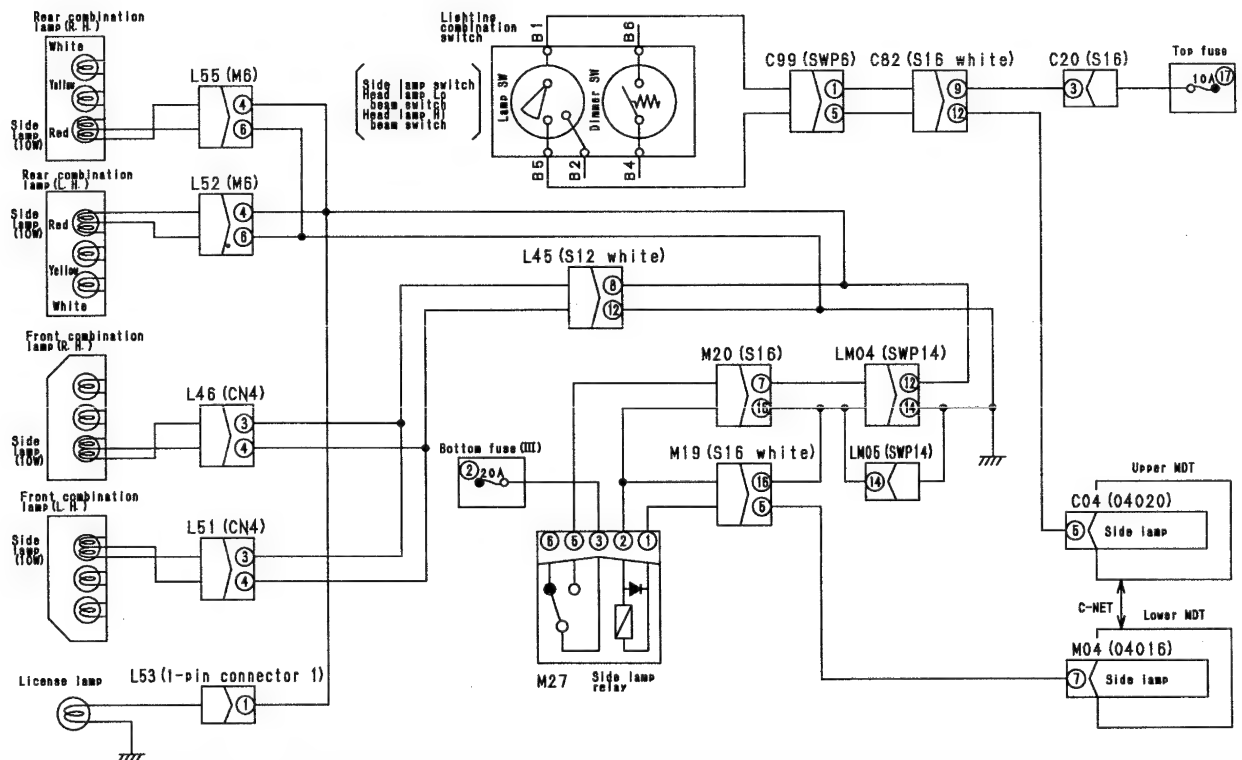 Rear combination
lamp (R. H.)
White
Yellow
Side
lamp
(10W)
Red
L55 (M6)
4
6
Rear combination
lamp (L. H.)
Side
lamp
(10W)
Red
Yellow
White
L52 (M6)
4
6
Front combination
lamp (R. H.)
Side
lamp
(10W)
L46 (CN4)
3
4
Front combination
lamp (L. H.)
Side
lamp
(10W)
L51 (CN4)
3
4
License lamp
L53 (1-pin connector 1)
1
Lighting
combination
switch
Side lamp switch
Head lamp Lo
beam switch
Head lamp Hi
beam switch
B1
B6
Lamp SW
Dimmer SW
B5
B2
B4
C99 (SWP6)
1
5
C82 (S16 white)
9
12
C20 (S16)
3
Top fuse
10A
17
L45 (S12 white)
8
12
M20 (S16)
7
16
LM04 (SWP14)
12
14
M19 (S16 white)
16
5
LM05 (SWP14)
14
Bottom fuse (III)
2
20A
6
5
3
2
1
M27
Side lamp
relay
Upper MDT
C04 (04020)
5
Side lamp
C-NET
Lower MDT
M04 (04016)
7
Side lamp